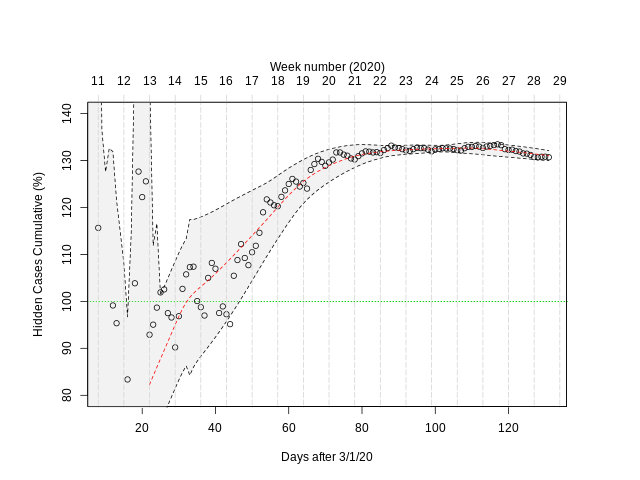 Week number (2020)
11 12 13 14 15 16 17 18 19 20 21 22 23 24 25 26 27 28 29
Hidden Cases Cumulative (%)
140
130
120
110
100
90
80
20 40 60 80 100 120
Days after 3/1/20